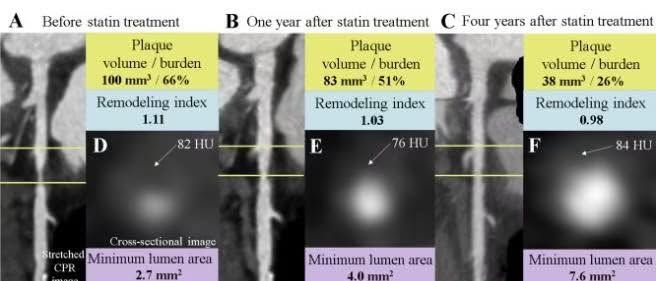 A Before statin treatment
Plaque
volume / burden
100 mm³ / 66%
Remodeling index
1.11
D
82 HU
Cross-sectional image
Stretched
CPR
image
Minimum lumen area
2.7 mm²
B One year after statin treatment
Plaque
volume / burden
83 mm³ / 51%
Remodeling index
1.03
E
76 HU
Minimum lumen area
4.0 mm²
C Four years after statin treatment
Plaque
volume / burden
38 mm³ / 26%
Remodeling index
0.98
F
84 HU
Minimum lumen area
7.6 mm²